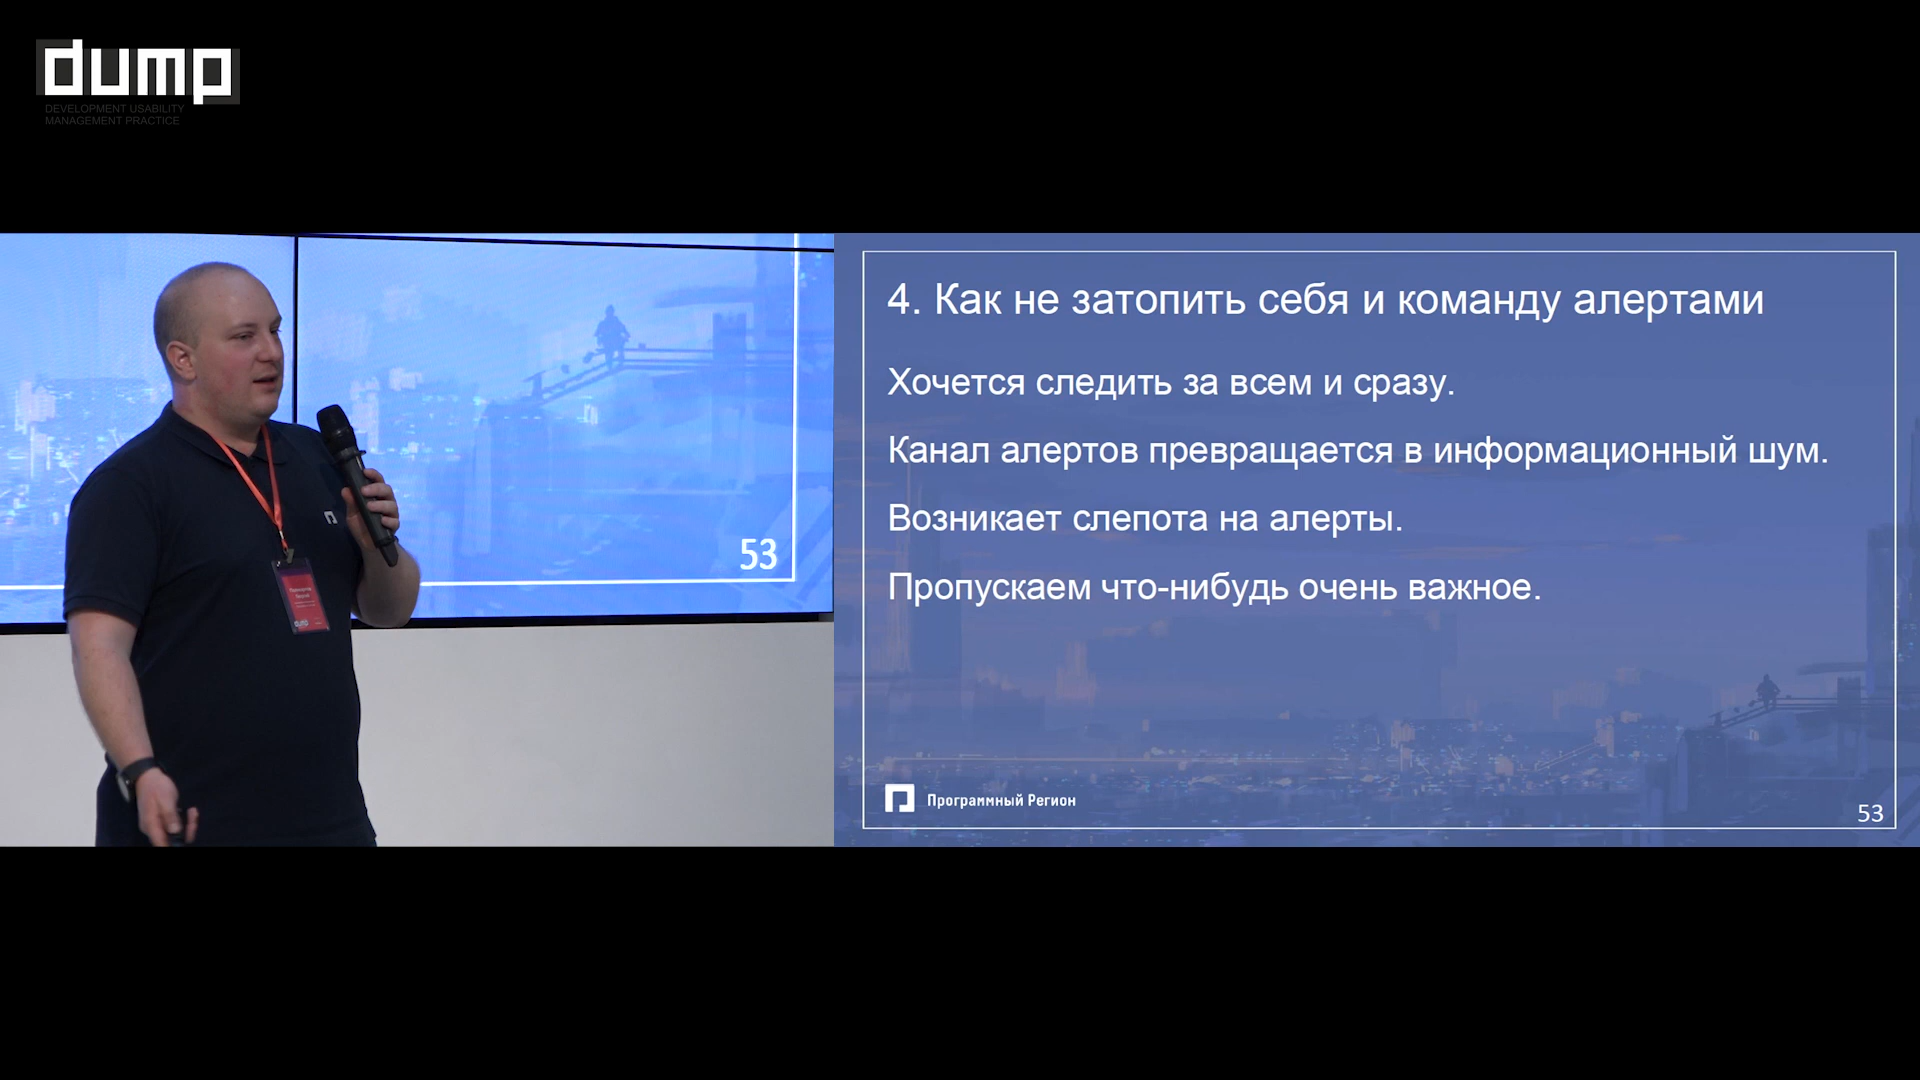 dump
DEVELOPMENT USABILITY
MANAGEMENT PRACTICE
53
dump
4. Как не затопить себя и команду алертами
Хочется следить за всем и сразу.
Канал алертов превращается в информационный шум.
Возникает слепота на алерты.
Пропускаем что-нибудь очень важное.
Программный Регион
53